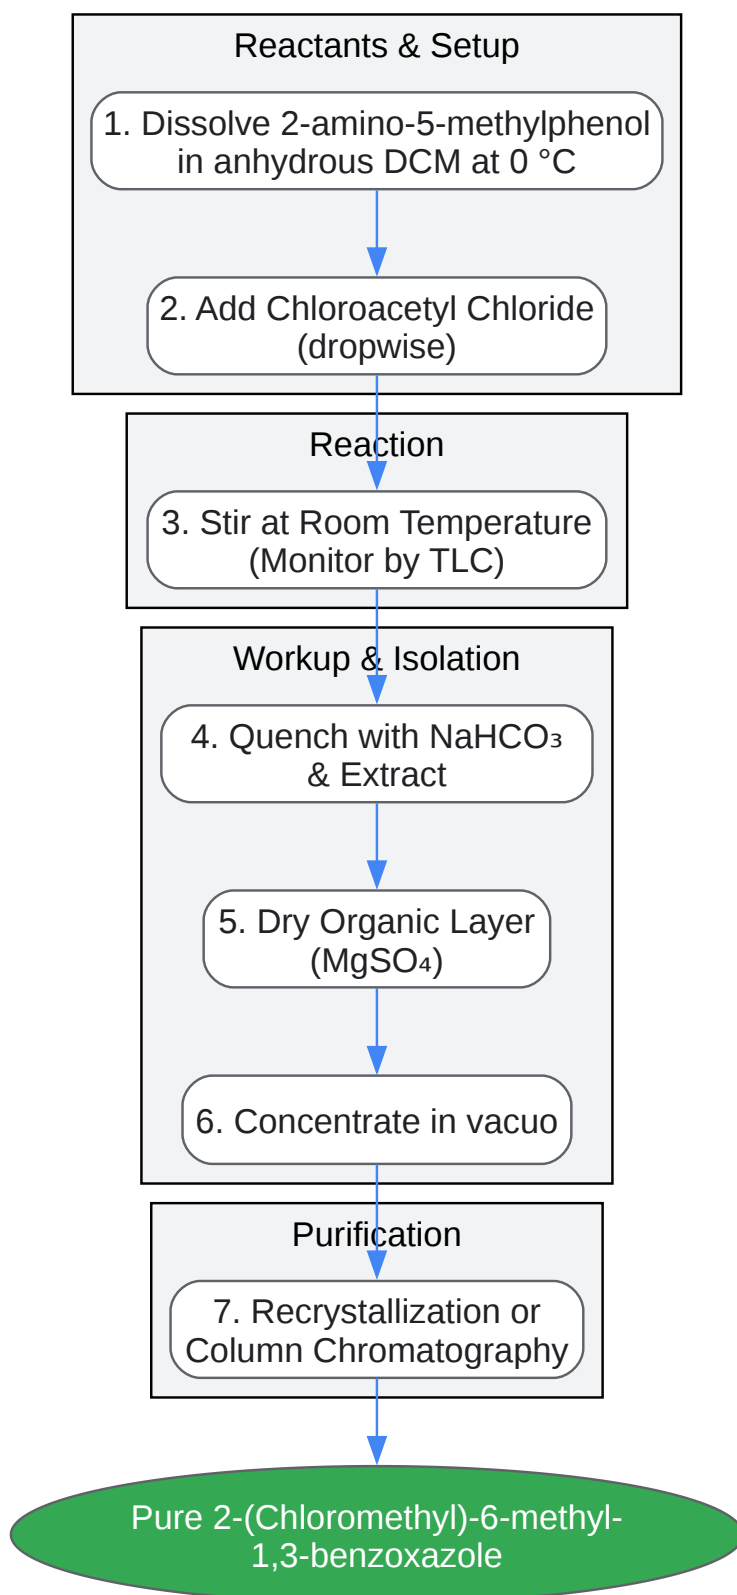 Reactants & Setup
1. Dissolve 2-amino-5-methylphenol
in anhydrous DCM at 0 °C
2. Add Chloroacetyl Chloride
(dropwise)
Reaction
3. Stir at Room Temperature
(Monitor by TLC)
Workup & Isolation
4. Quench with NaHCO₃
& Extract
5. Dry Organic Layer
(MgSO₄)
6. Concentrate in vacuo
Purification
7. Recrystallization or
Column Chromatography
Pure 2-(Chloromethyl)-6-methyl-
1,3-benzoxazole